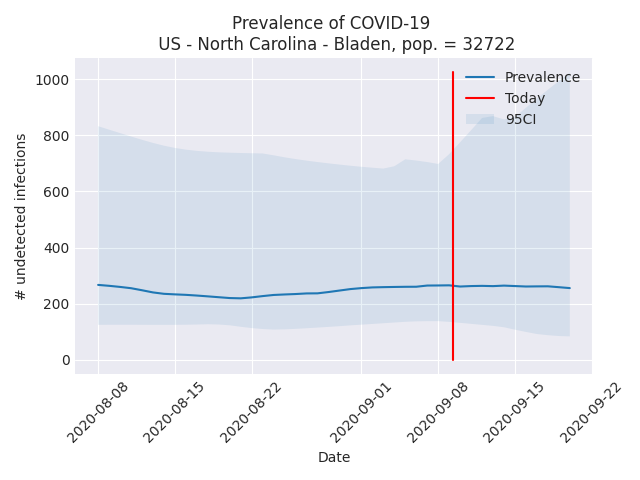 Prevalence of COVID-19
US - North Carolina - Bladen, pop. = 32722
1000
800
600
400
200
0
# undetected infections
Prevalence
Today
95CI
2020-08-08
2020-08-15
2020-08-22
2020-09-01
2020-09-08
2020-09-15
2020-09-22
Date